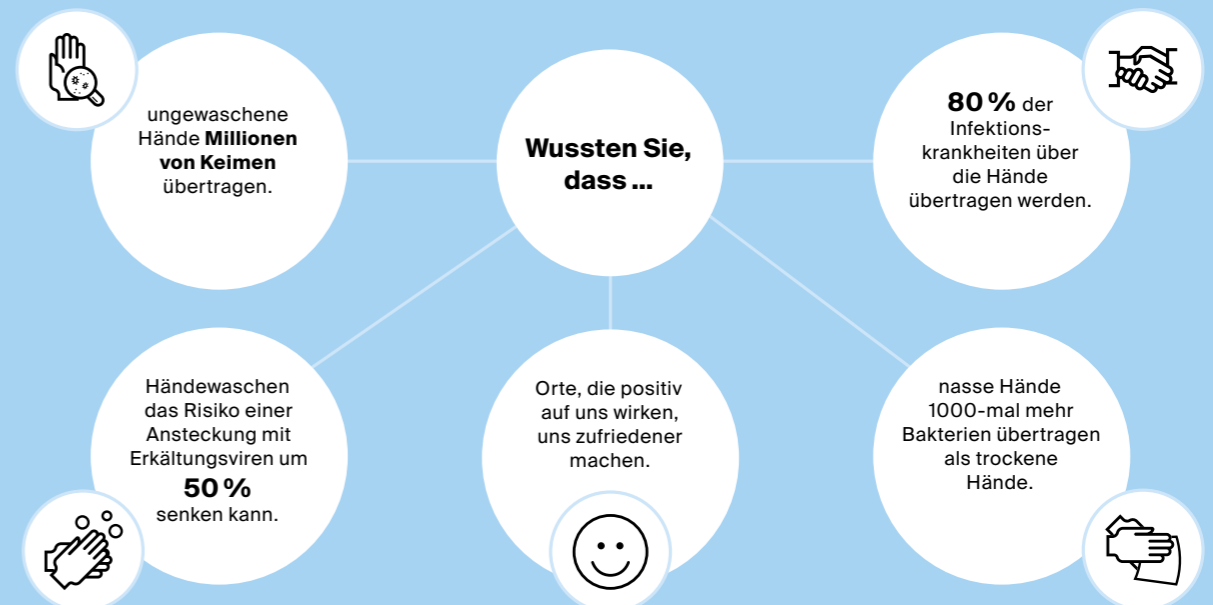 Wussten Sie,
dass ...
ungewaschene
Hände Millionen
von Keimen
übertragen.
80 % der
Infektions-
krankheiten über
die Hände
übertragen werden.
Händewaschen
das Risiko einer
Ansteckung mit
Erkältungsviren um
50 %
senken kann.
Orte, die positiv
auf uns wirken,
uns zufriedener
machen.
nasse Hände
1000-mal mehr
Bakterien übertragen
als trockene
Hände.